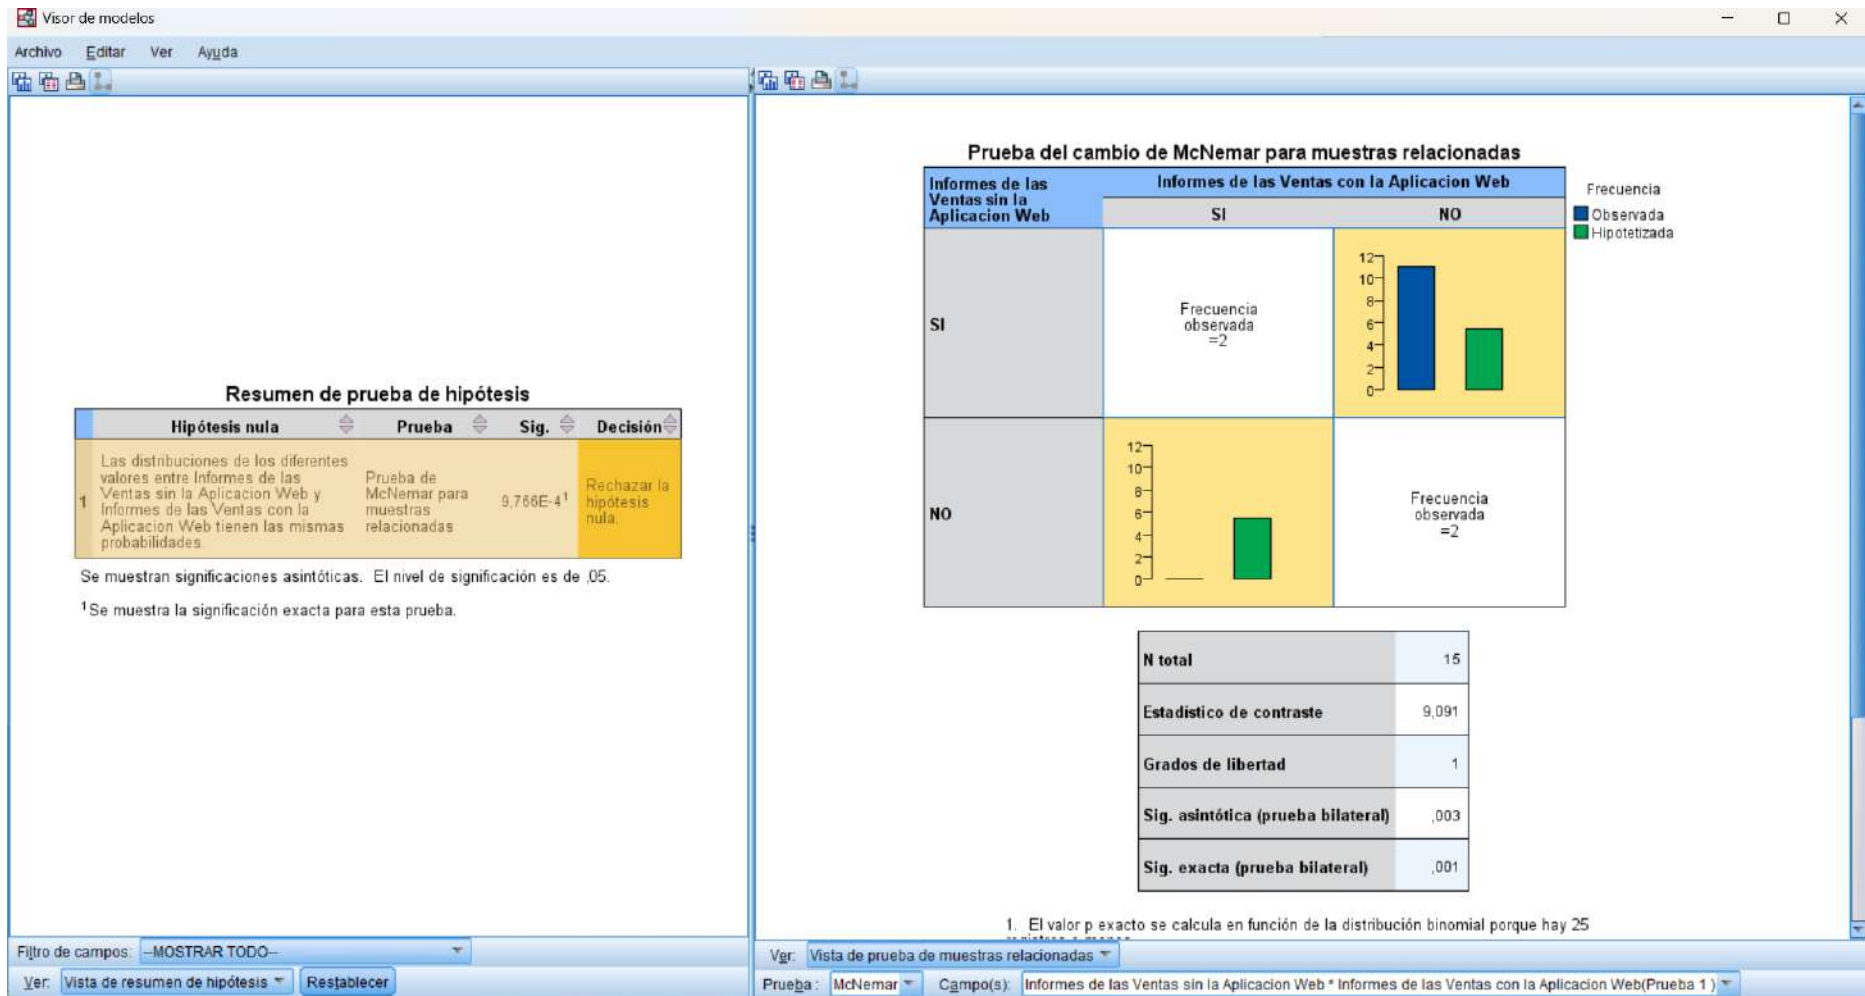 Visor de modelos
Archivo Editar Ver Ayuda
Resumen de prueba de hipótesis
Hipótesis nula Prueba Sig. Decisión
1
Las distribuciones de los diferentes
valores entre Informes de las
Ventas sin la Aplicacion Web y
Informes de las Ventas con la
Aplicacion Web tienen las mismas
probabilidades.
Prueba de
McNemar para
muestras
relacionadas
9,766E-4¹
Rechazar la
hipótesis
nula.
Se muestran significaciones asintóticas. El nivel de significación es de ,05.
¹Se muestra la significación exacta para esta prueba.
Filtro de campos: --MOSTRAR TODO--
Ver: Vista de resumen de hipótesis Restablecer
Prueba del cambio de McNemar para muestras relacionadas
Informes de las
Ventas sin la
Aplicacion Web
Informes de las Ventas con la Aplicacion Web
SI NO
Frecuencia
Observada
Hipotetizada
SI
Frecuencia
observada
=2
12
10
8
6
4
2
0
NO
12
10
8
6
4
2
0
Frecuencia
observada
=2
N total 15
Estadístico de contraste 9,091
Grados de libertad 1
Sig. asintótica (prueba bilateral) ,003
Sig. exacta (prueba bilateral) ,001
1. El valor p exacto se calcula en función de la distribución binomial porque hay 25
Ver: Vista de prueba de muestras relacionadas
Prueba: McNemar Campo(s): Informes de las Ventas sin la Aplicacion Web * Informes de las Ventas con la Aplicacion Web(Prueba 1 )